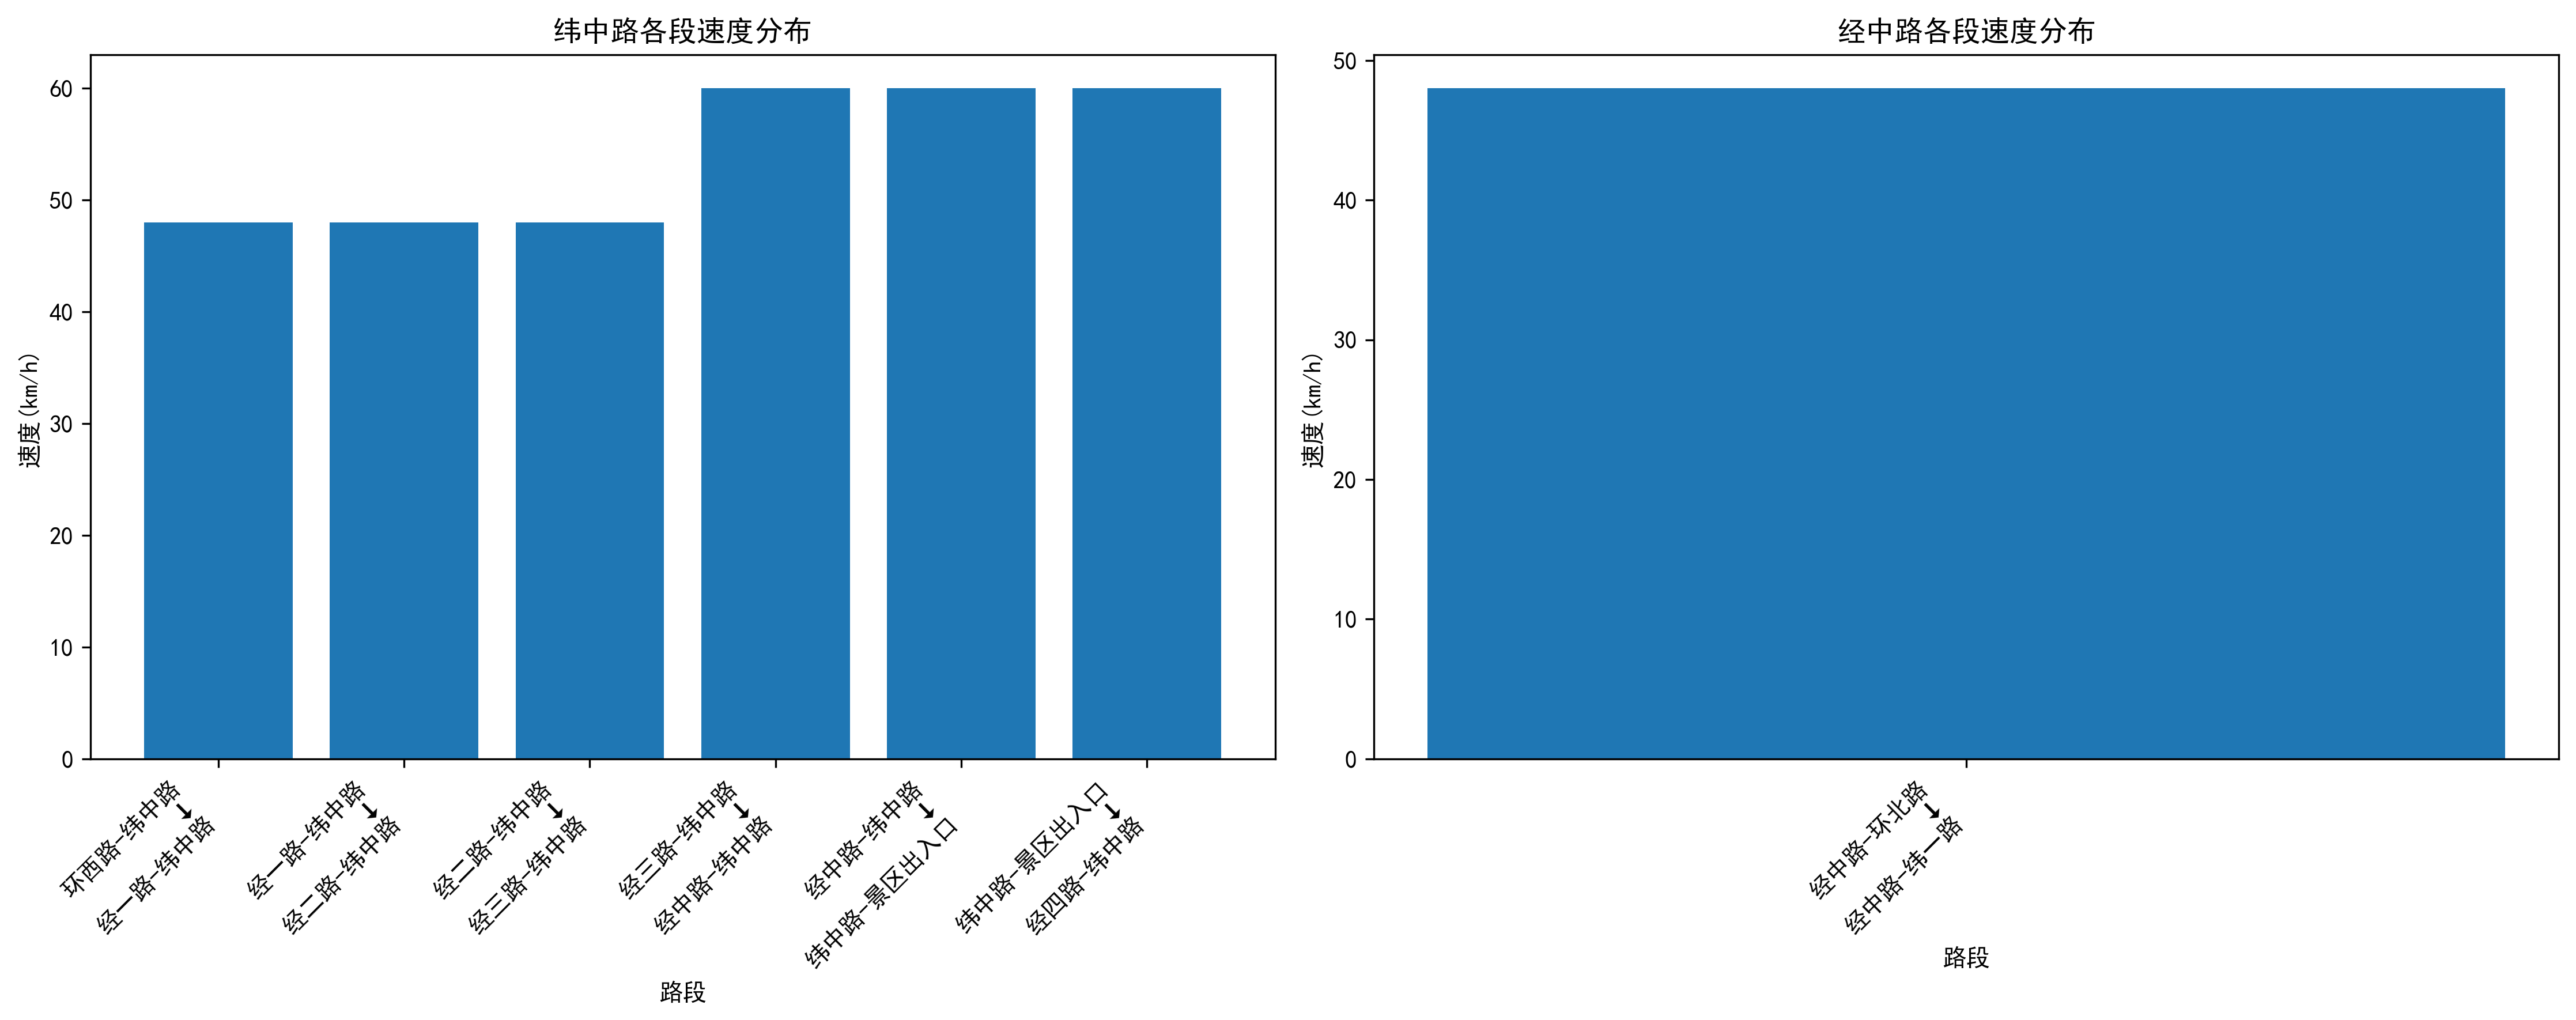 纬中路各段速度分布
速度(km/h)
60
50
40
30
20
10
0
环西路-纬中路
→
经一路-纬中路
经一路-纬中路
→
经二路-纬中路
经二路-纬中路
→
经三路-纬中路
经三路-纬中路
→
经中路-纬中路
经中路-纬中路
→
纬中路-景区出入口
纬中路-景区出入口
→
经四路-纬中路
路段
经中路各段速度分布
速度(km/h)
50
40
30
20
10
0
经中路-环北路
→
经中路-纬一路
路段